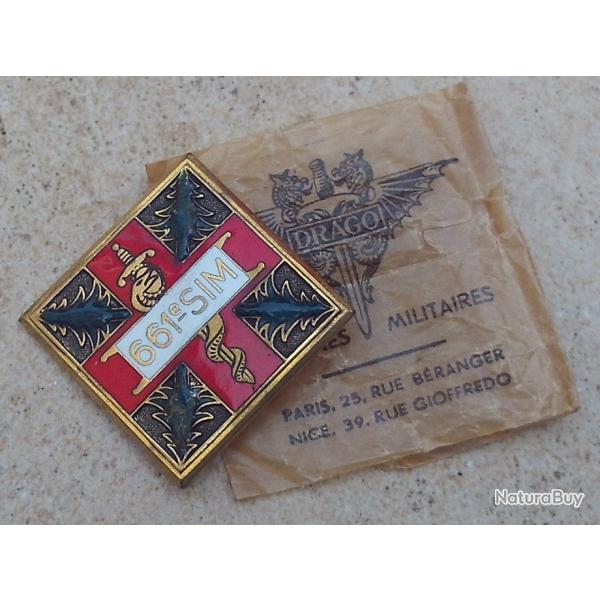 661e SIM
DRAGO
MILITAIRES
PARIS, 25, RUE BÉRANGER
NICE, 39, RUE GIOFFREDO
NaturaBuy